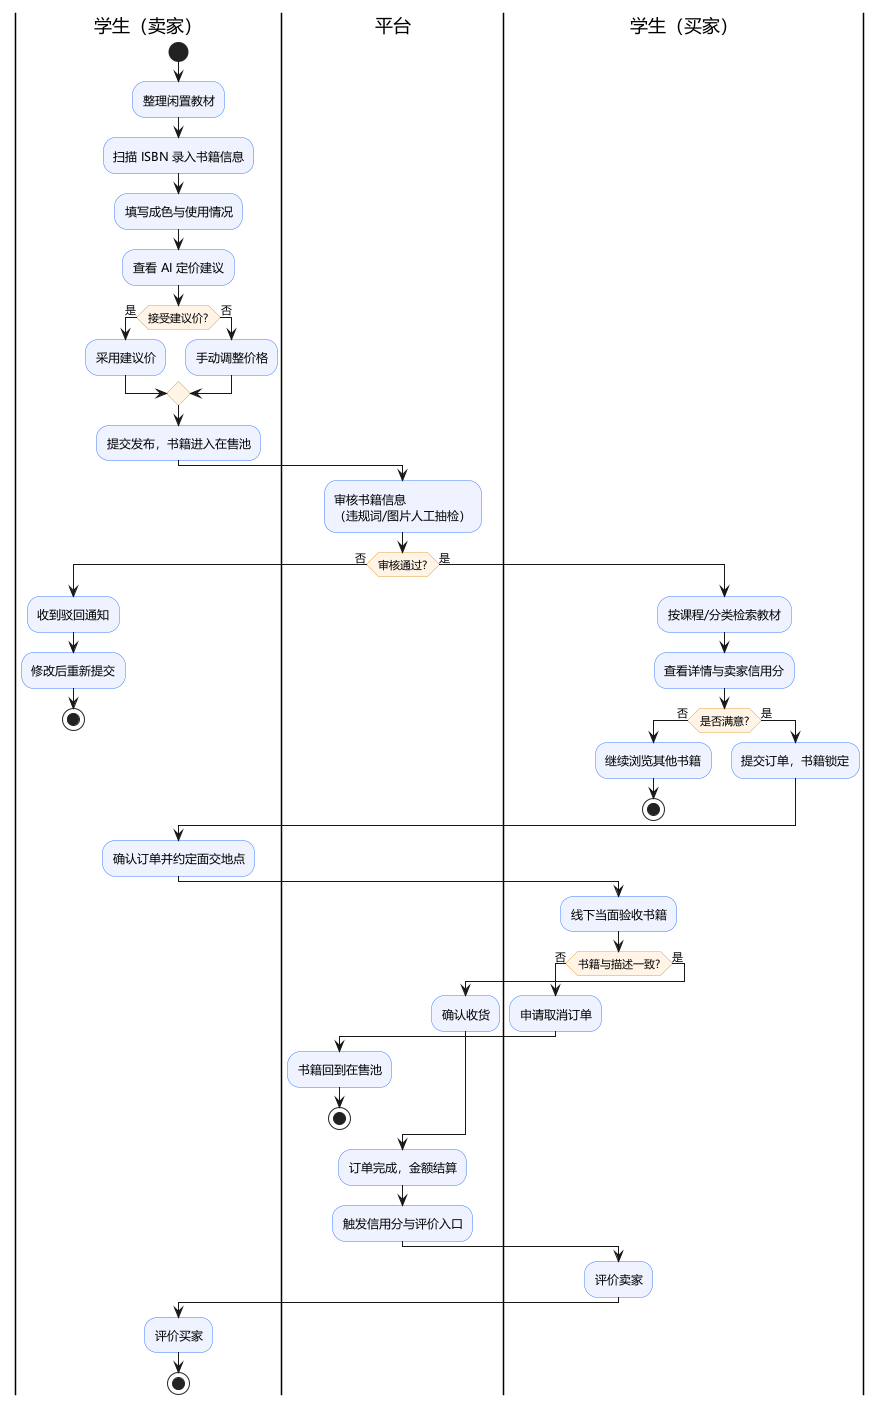 学生（卖家）
平台
学生（买家）
整理闲置教材
扫描 ISBN 录入书籍信息
填写成色与使用情况
查看 AI 定价建议
是
接受建议价?
否
采用建议价
手动调整价格
提交发布，书籍进入在售池
审核书籍信息
（违规词/图片人工抽检）
否
审核通过?
是
收到驳回通知
按课程/分类检索教材
修改后重新提交
查看详情与卖家信用分
否
是否满意?
是
继续浏览其他书籍
提交订单，书籍锁定
确认订单并约定面交地点
线下当面验收书籍
否
书籍与描述一致?
是
确认收货
申请取消订单
书籍回到在售池
订单完成，金额结算
触发信用分与评价入口
评价卖家
评价买家